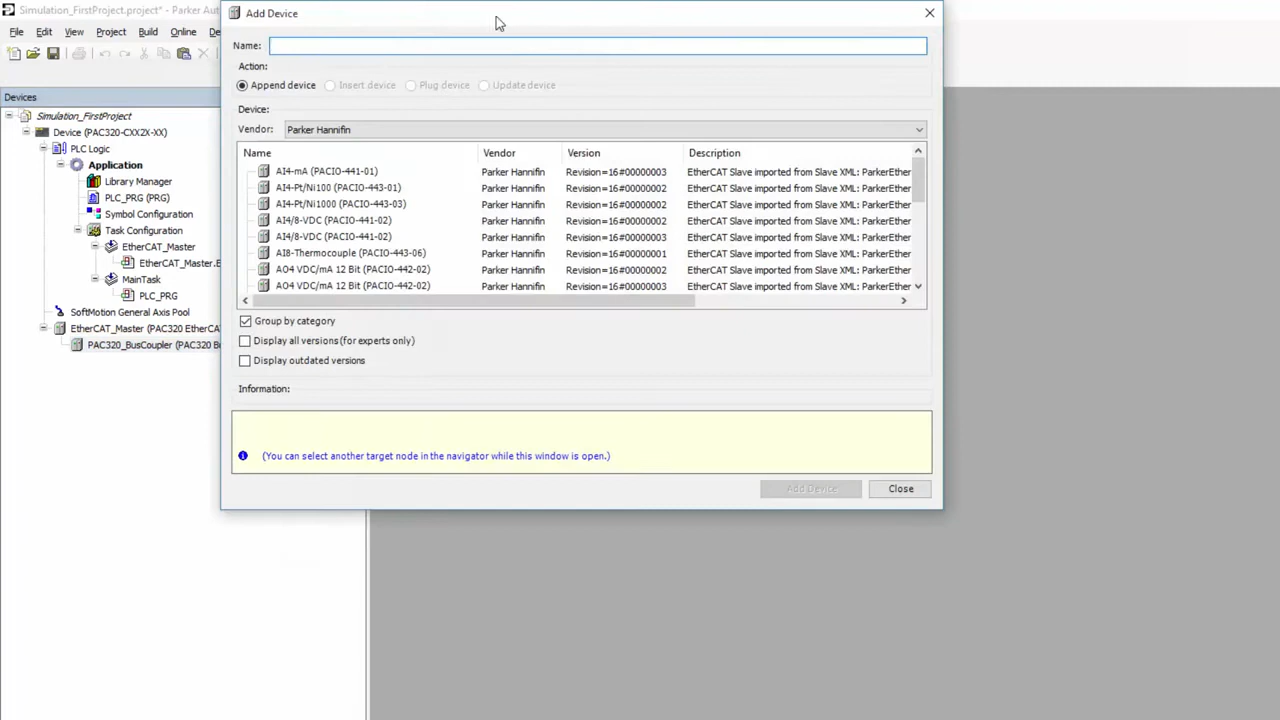 Simulation_FirstProject.project* - Parker Aut
File Edit View Project Build Online De
Devices
Simulation_FirstProject
Device (PAC320-CXX2X-XX)
PLC Logic
Application
Library Manager
PLC_PRG (PRG)
Symbol Configuration
Task Configuration
EtherCAT_Master
EtherCAT_Master.E
MainTask
PLC_PRG
SoftMotion General Axis Pool
EtherCAT_Master (PAC320 EtherCA
PAC320_BusCoupler (PAC320 B
Add Device
Name:
Action:
Append device Insert device Plug device Update device
Device:
Vendor: Parker Hannifin
Name Vendor Version Description
AI4-mA (PACIO-441-01) Parker Hannifin Revision=16#00000003 EtherCAT Slave imported from Slave XML: ParkerEther
AI4-Pt/Ni100 (PACIO-443-01) Parker Hannifin Revision=16#00000002 EtherCAT Slave imported from Slave XML: ParkerEther
AI4-Pt/Ni1000 (PACIO-443-03) Parker Hannifin Revision=16#00000002 EtherCAT Slave imported from Slave XML: ParkerEther
AI4/8-VDC (PACIO-441-02) Parker Hannifin Revision=16#00000002 EtherCAT Slave imported from Slave XML: ParkerEther
AI4/8-VDC (PACIO-441-02) Parker Hannifin Revision=16#00000003 EtherCAT Slave imported from Slave XML: ParkerEther
AI8-Thermocouple (PACIO-443-06) Parker Hannifin Revision=16#00000001 EtherCAT Slave imported from Slave XML: ParkerEther
AO4 VDC/mA 12 Bit (PACIO-442-02) Parker Hannifin Revision=16#00000002 EtherCAT Slave imported from Slave XML: ParkerEther
AO4 VDC/mA 12 Bit (PACIO-442-02) Parker Hannifin Revision=16#00000003 EtherCAT Slave imported from Slave XML: ParkerEther
Group by category
Display all versions (for experts only)
Display outdated versions
Information:
(You can select another target node in the navigator while this window is open.)
Add Device Close